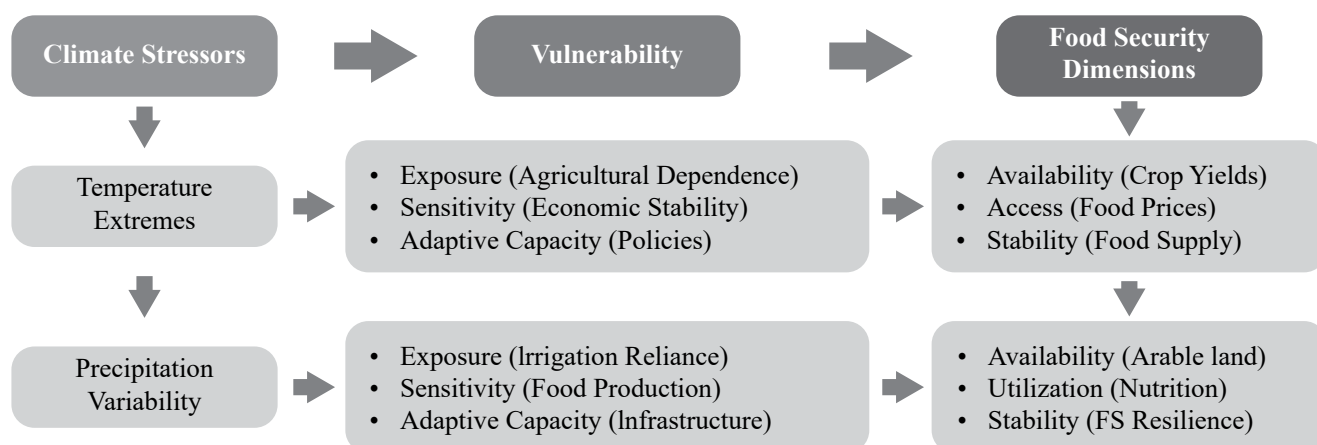 Climate Stressors
Vulnerability
Food Security
Dimensions
Temperature
Extremes
• Exposure (Agricultural Dependence)
• Sensitivity (Economic Stability)
• Adaptive Capacity (Policies)
• Availability (Crop Yields)
• Access (Food Prices)
• Stability (Food Supply)
Precipitation
Variability
• Exposure (Irrigation Reliance)
• Sensitivity (Food Production)
• Adaptive Capacity (Infrastructure)
• Availability (Arable land)
• Utilization (Nutrition)
• Stability (FS Resilience)